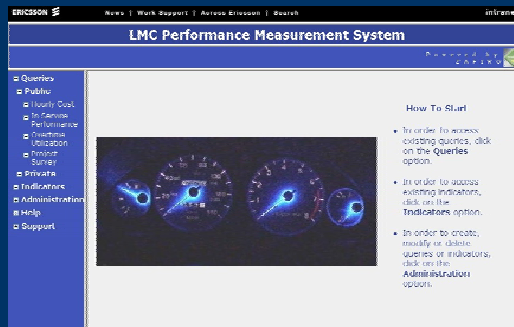 ERICSSON
News | Work Support | Across Ericsson | Search
intrane
LMC Performance Measurement System
Powered by
Queries
Public
Hourly Cost
In Service
Performance
Overtime
Utilization
Project
Survey
Private
Indicators
Administration
Help
Support
How To Start
In order to access
existing queries, click
on the Queries
option.
In order to access
existing indicators,
click on the
Indicators option.
In order to create,
modify or delete
queries or indicators,
click on the
Administration
option.